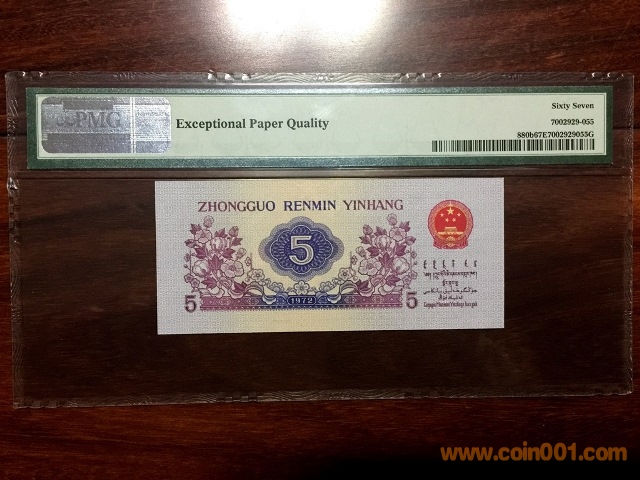 PMG
Exceptional Paper Quality
Sixty Seven
7002929-055
880b67E7002929055G
ZHONGGUO RENMIN YINHANG
5
5
1972
5
www.coin001.com